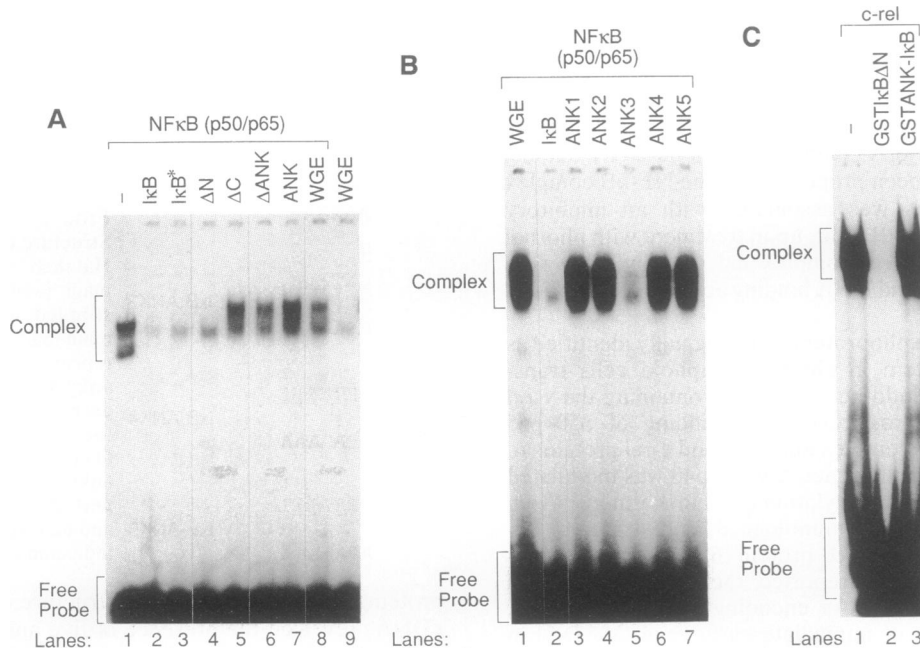 A
NFκB (p50/p65)
– IκB IκB* ΔN ΔC ΔANK ANK WGE WGE
Complex
Free Probe
Lanes: 1 2 3 4 5 6 7 8 9
B
NFκB
(p50/p65)
WGE IκB ANK1 ANK2 ANK3 ANK4 ANK5
Complex
Free Probe
Lanes: 1 2 3 4 5 6 7
C
c-rel
– GSTIκBΔN GSTANK-IκB
Complex
Free Probe
Lanes 1 2 3